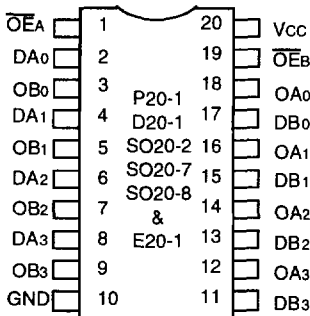 O̅E̅A 1 20 VCC
DA0 2 19 O̅E̅B
OB0 3 18 OA0
P20-1
DA1 4 17 DB0
D20-1
OB1 5 SO20-2 16 OA1
DA2 6 SO20-7 15 DB1
SO20-8
OB2 7 14 OA2
&
DA3 8 13 DB2
E20-1
OB3 9 12 OA3
GND 10 11 DB3